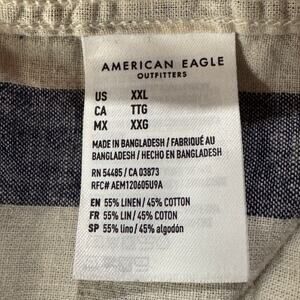 AMERICAN EAGLE
OUTFITTERS
US XXL
CA TTG
MX XXG
MADE IN BANGLADESH / FABRIQUÉ AU
BANGLADESH / HECHO EN BANGLADESH
RN 54485 / CA 03873
RFC# AEM120605U9A
EN 55% LINEN / 45% COTTON
FR 55% LIN / 45% COTON
SP 55% lino / 45% algodón